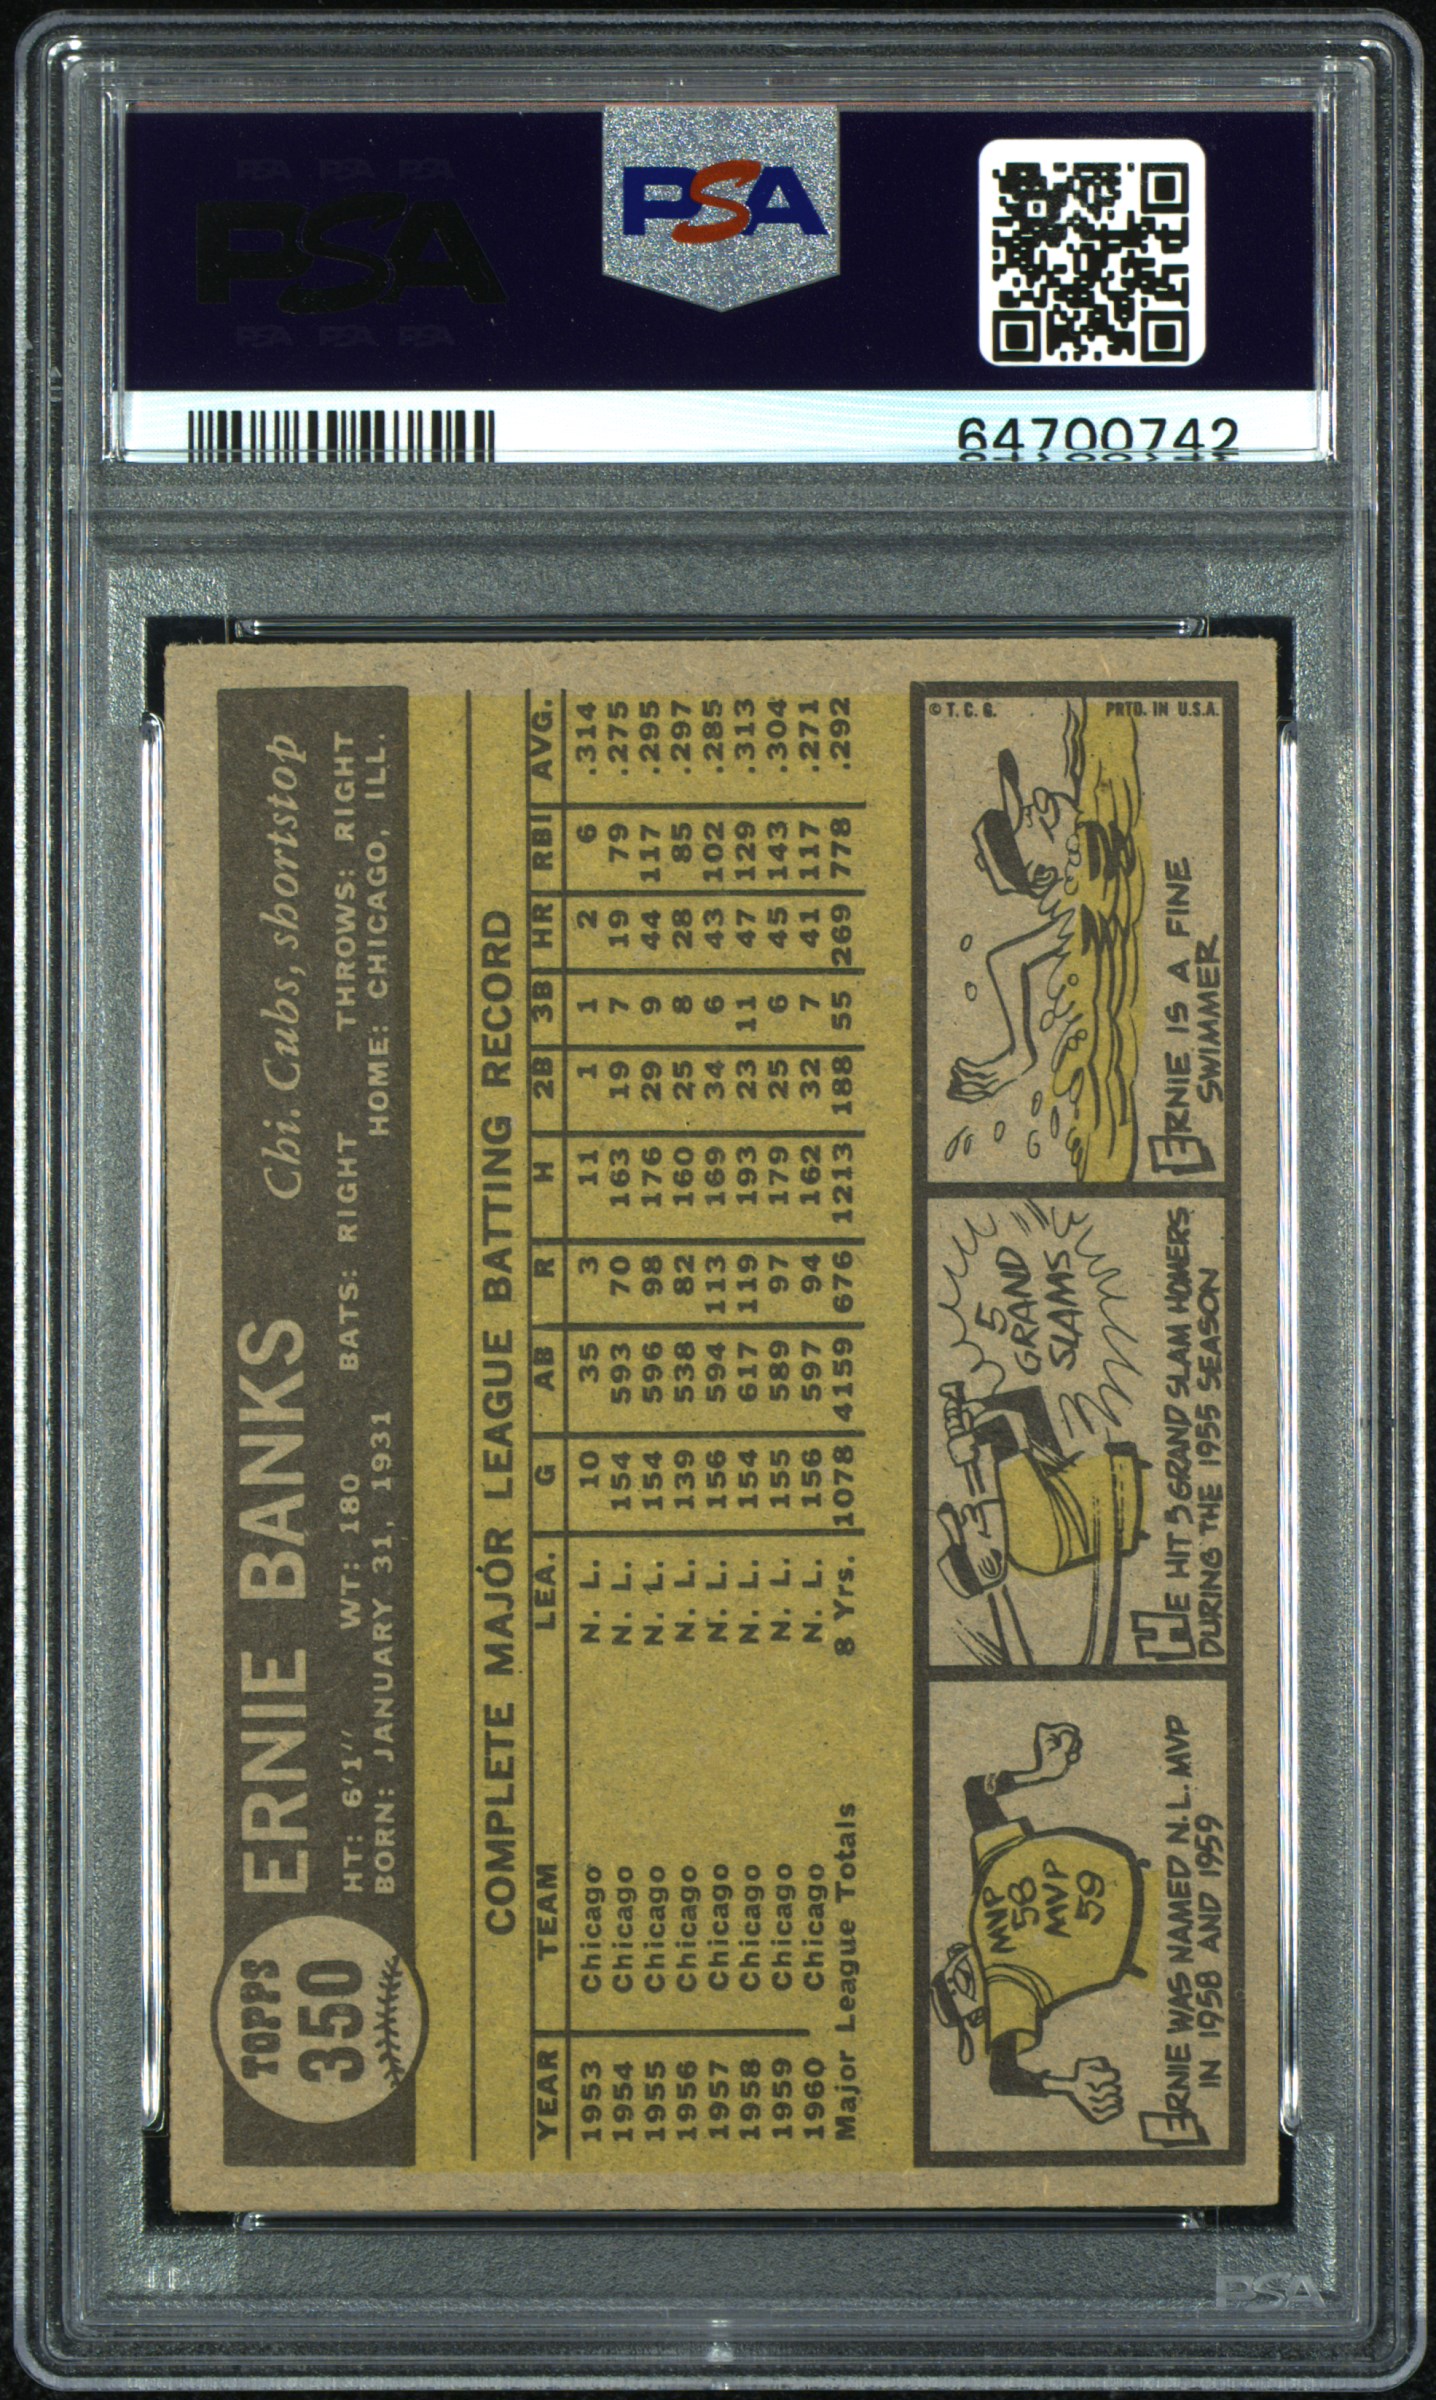 PSA PSA PSA
PSA
PSA PSA PSA
PSA
64700742
TOPPS
350
ERNIE BANKS Chi. Cubs, shortstop
HT: 6'1" WT: 180 BATS: RIGHT THROWS: RIGHT
BORN: JANUARY 31, 1931 HOME: CHICAGO, ILL.
COMPLETE MAJOR LEAGUE BATTING RECORD
YEAR TEAM LEA. G AB R H 2B 3B HR RBI AVG.
1953 Chicago N. L. 10 35 3 11 1 1 2 6 .314
1954 Chicago N. L. 154 593 70 163 19 7 19 79 .275
1955 Chicago N. L. 154 596 98 176 29 9 44 117 .295
1956 Chicago N. L. 139 538 82 160 25 8 28 85 .297
1957 Chicago N. L. 156 594 113 169 34 6 43 102 .285
1958 Chicago N. L. 154 617 119 193 23 11 47 129 .313
1959 Chicago N. L. 155 589 97 179 25 6 45 143 .304
1960 Chicago N. L. 156 597 94 162 32 7 41 117 .271
Major League Totals 8 Yrs. 1078 4159 676 1213 188 55 269 778 .292
MVP
58
MVP
59
ERNIE WAS NAMED N.L. MVP
IN 1958 AND 1959
5
GRAND
SLAMS
HE HIT 5 GRAND SLAM HOMERS
DURING THE 1955 SEASON
© T. C. G. PRTD. IN U.S.A.
ERNIE IS A FINE
SWIMMER
PSA